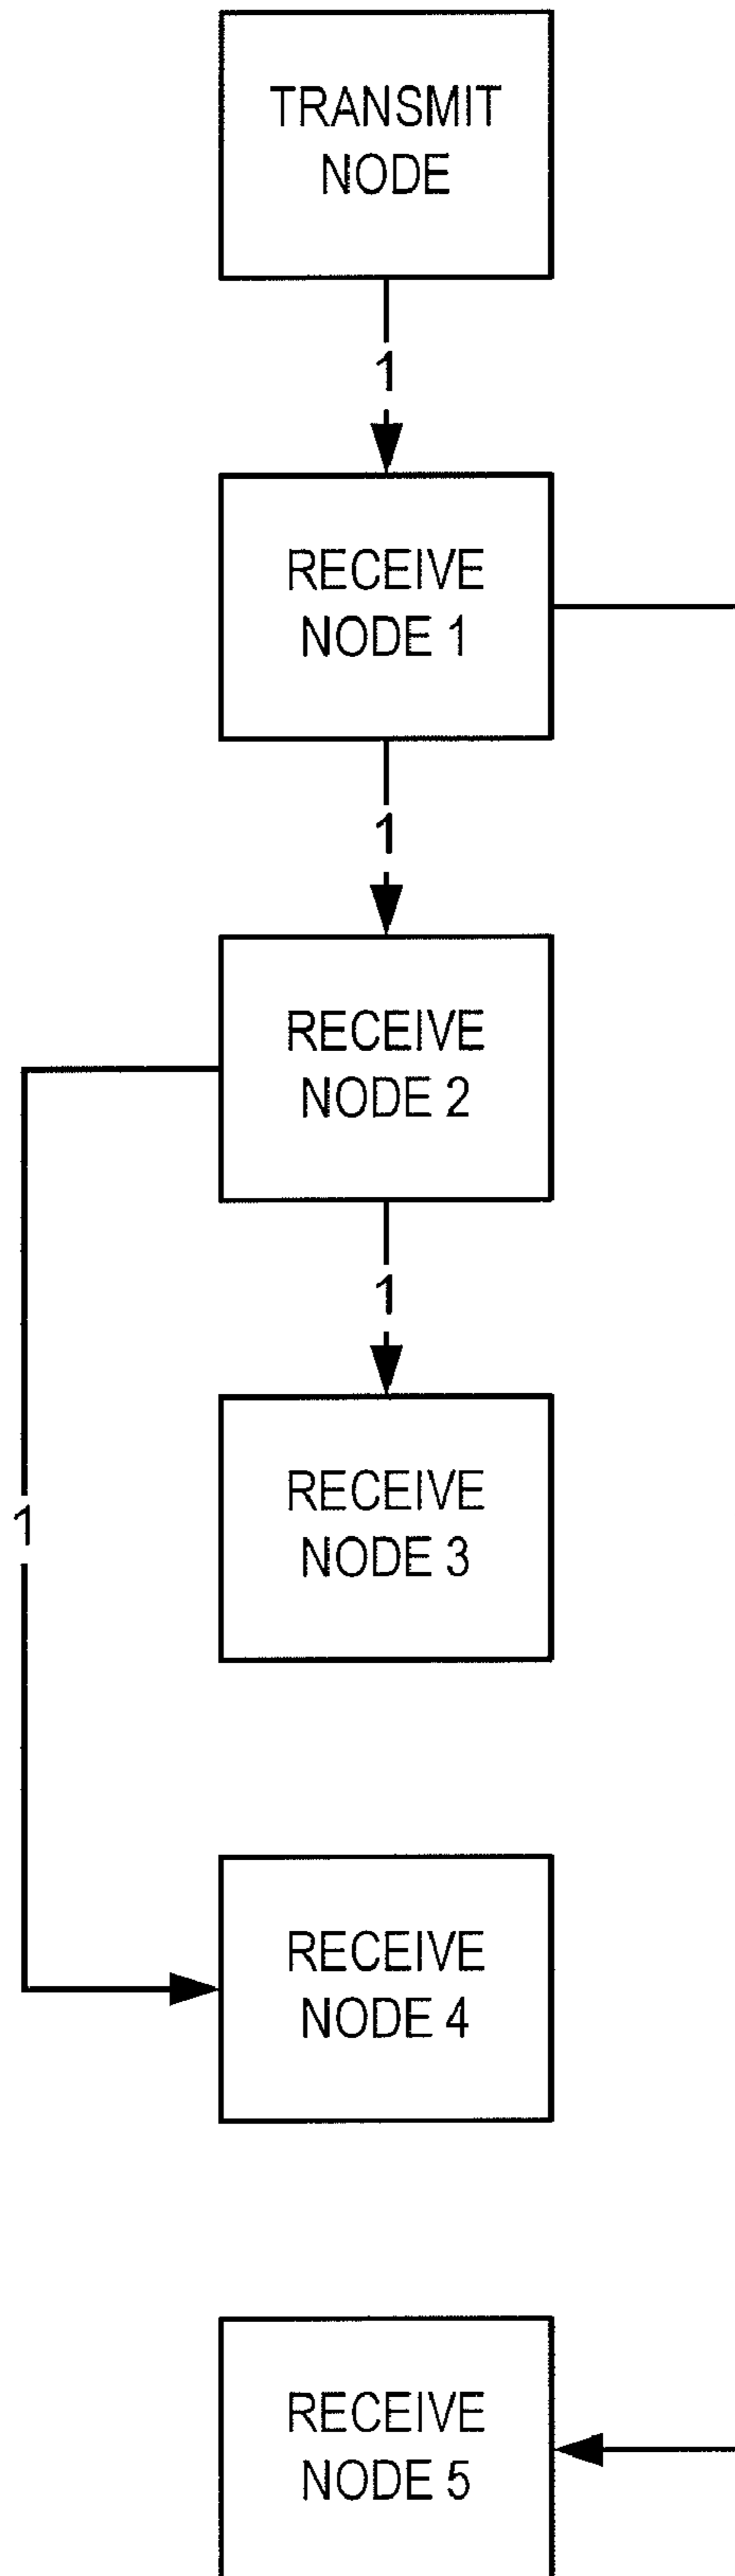 TRANSMIT
NODE
1
RECEIVE
NODE 1
1
RECEIVE
NODE 2
1
RECEIVE
NODE 3
1
RECEIVE
NODE 4
RECEIVE
NODE 5